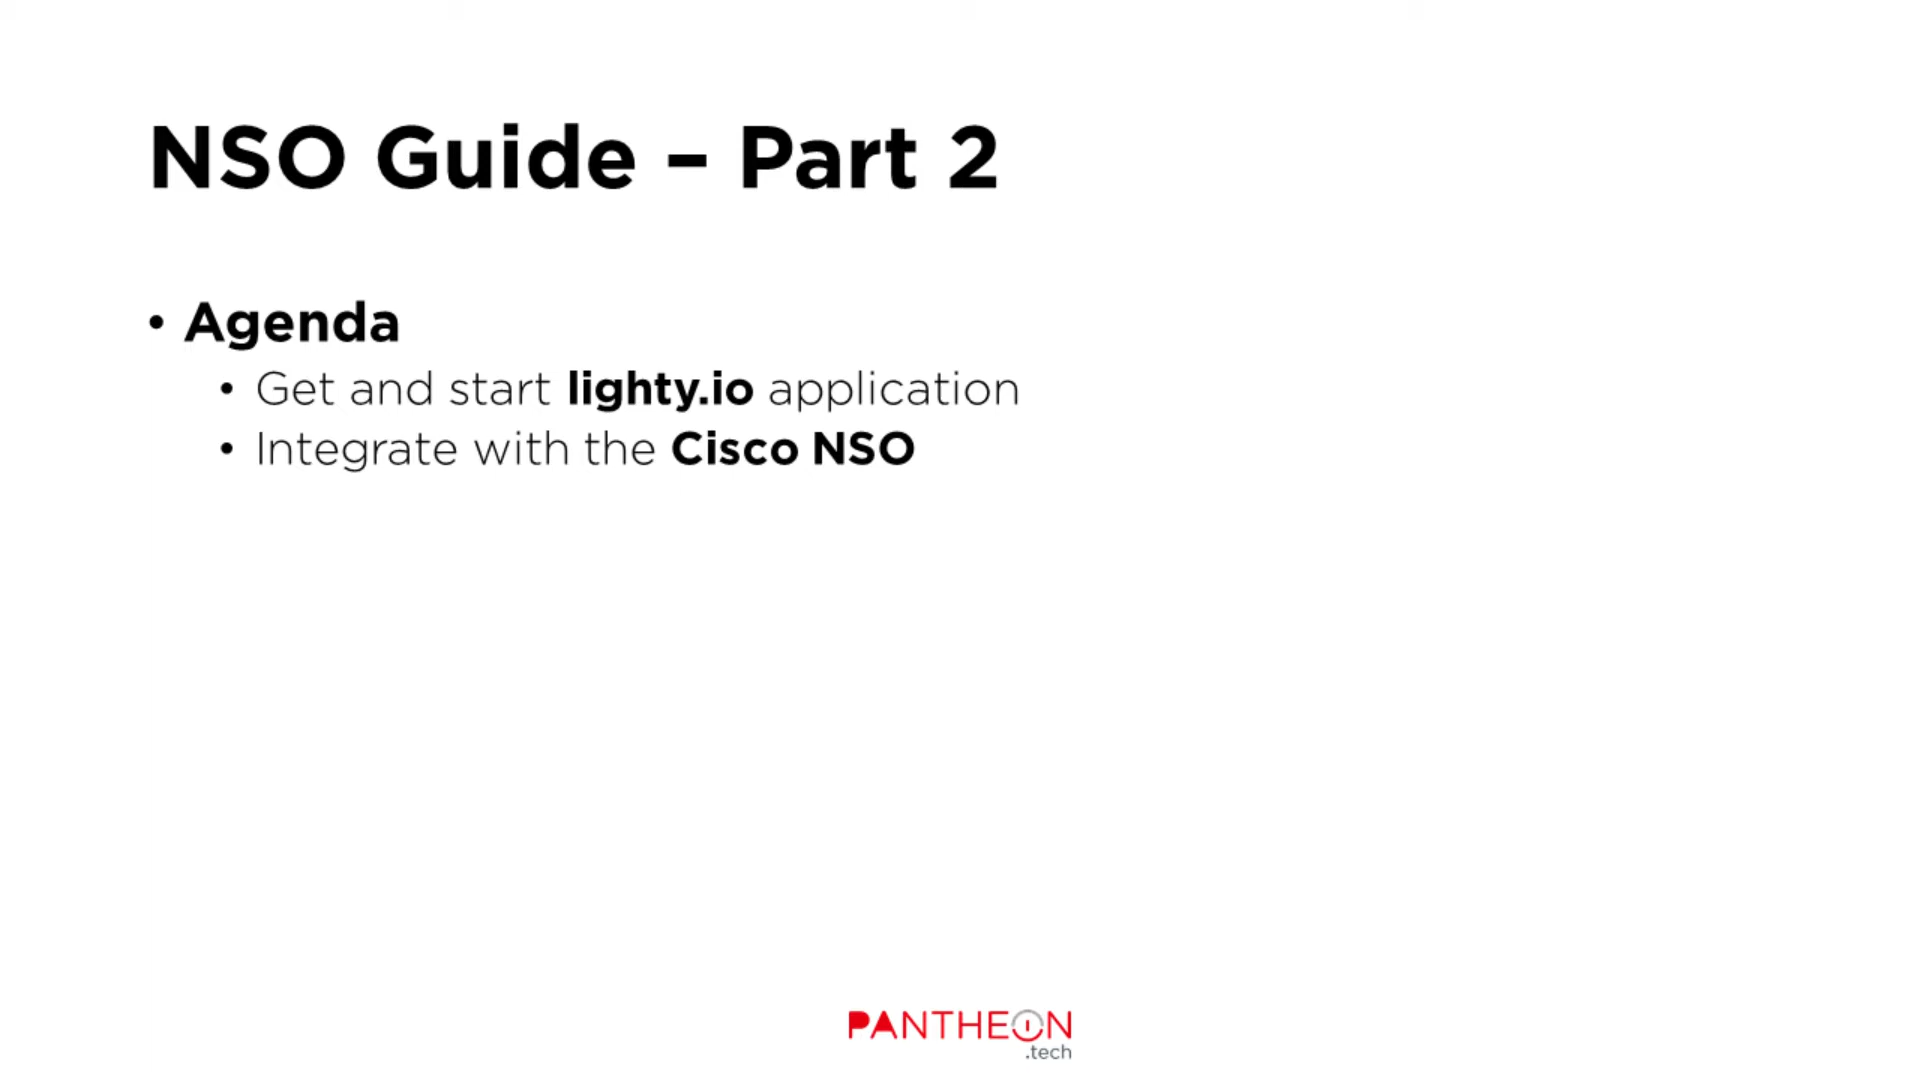 NSO Guide – Part 2
• Agenda
• Get and start lighty.io application
• Integrate with the Cisco NSO
PANTHEON
.tech